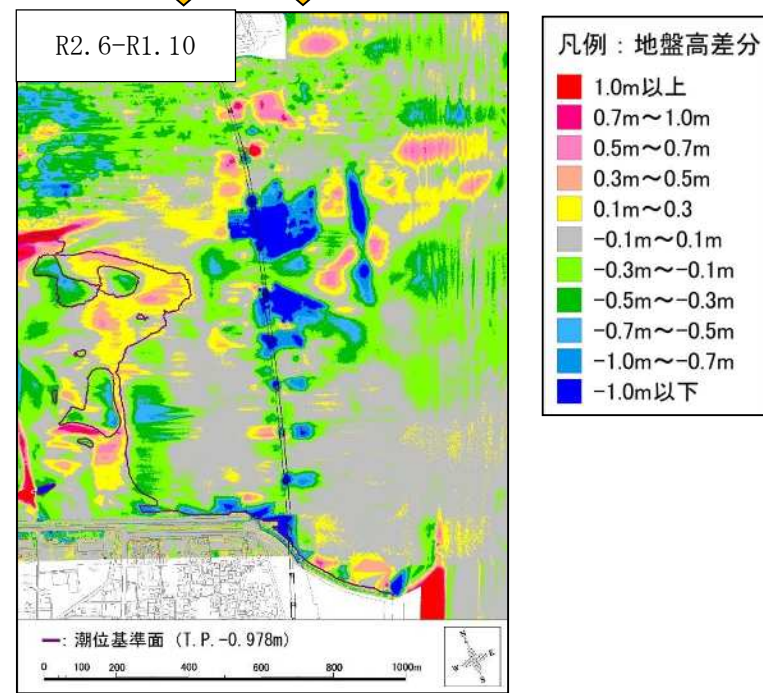 R2.6-R1.10
凡例：地盤高差分
1.0m以上
0.7m～1.0m
0.5m～0.7m
0.3m～0.5m
0.1m～0.3
-0.1m～0.1m
-0.3m～-0.1m
-0.5m～-0.3m
-0.7m～-0.5m
-1.0m～-0.7m
-1.0m以下
━: 潮位基準面 (T.P.-0.978m)
0 100 200 400 600 800 1000m
N
W E
S